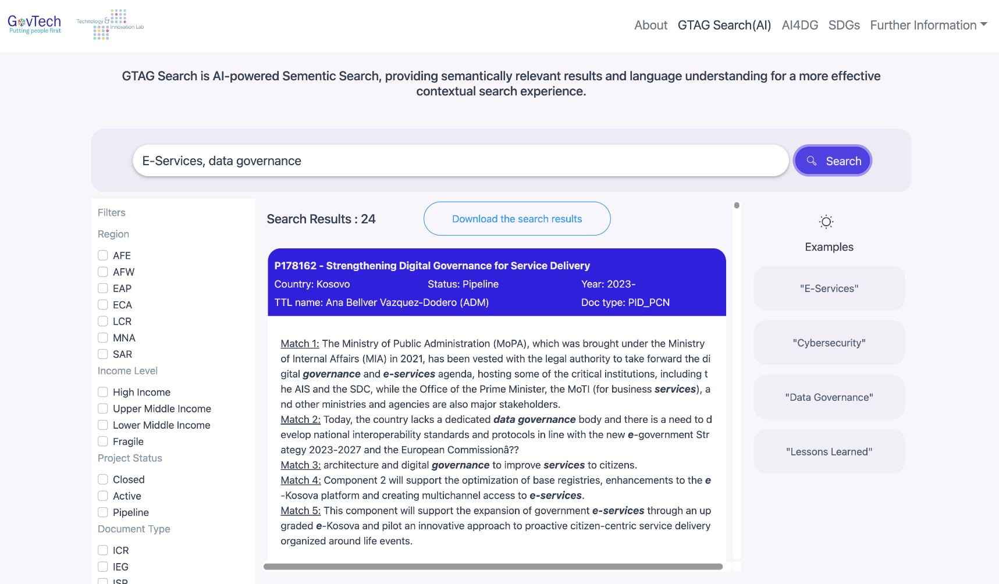 GovTech
Putting people first
Technology &
Innovation Lab
About GTAG Search(AI) AI4DG SDGs Further Information
GTAG Search is AI-powered Sementic Search, providing semantically relevant results and language understanding for a more effective
contextual search experience.
E-Services, data governance
Search
Filters
Region
AFE
AFW
EAP
ECA
LCR
MNA
SAR
Income Level
High Income
Upper Middle Income
Lower Middle Income
Fragile
Project Status
Closed
Active
Pipeline
Document Type
ICR
IEG
ISR
Search Results : 24
Download the search results
P178162 - Strengthening Digital Governance for Service Delivery
Country: Kosovo Status: Pipeline Year: 2023-
TTL name: Ana Bellver Vazquez-Dodero (ADM) Doc type: PID_PCN
Match 1: The Ministry of Public Administration (MoPA), which was brought under the Ministry
of Internal Affairs (MIA) in 2021, has been vested with the legal authority to take forward the di
gital governance and e-services agenda, hosting some of the critical institutions, including t
he AIS and the SDC, while the Office of the Prime Minister, the MoTI (for business services), a
nd other ministries and agencies are also major stakeholders.
Match 2: Today, the country lacks a dedicated data governance body and there is a need to d
evelop national interoperability standards and protocols in line with the new e-government Str
ategy 2023-2027 and the European Commissionâ??
Match 3: architecture and digital governance to improve services to citizens.
Match 4: Component 2 will support the optimization of base registries, enhancements to the e
-Kosova platform and creating multichannel access to e-services.
Match 5: This component will support the expansion of government e-services through an up
graded e-Kosova and pilot an innovative approach to proactive citizen-centric service delivery
organized around life events.
Examples
"E-Services"
"Cybersecurity"
"Data Governance"
"Lessons Learned"